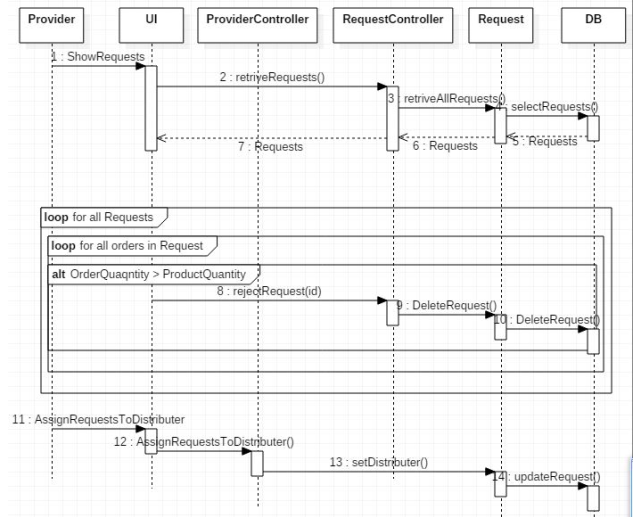 Provider
UI
ProviderController
RequestController
Request
DB
1 : ShowRequests
2 : retriveRequests()
3 : retriveAllRequests()
4 : selectRequests()
5 : Requests
6 : Requests
7 : Requests
loop for all Requests
loop for all orders in Request
alt OrderQuaqntity > ProductQuantity
8 : rejectRequest(id)
9 : DeleteRequest()
10 : DeleteRequest()
11 : AssignRequestsToDistributer
12 : AssignRequestsToDistributer()
13 : setDistributer()
14 : updateRequest()